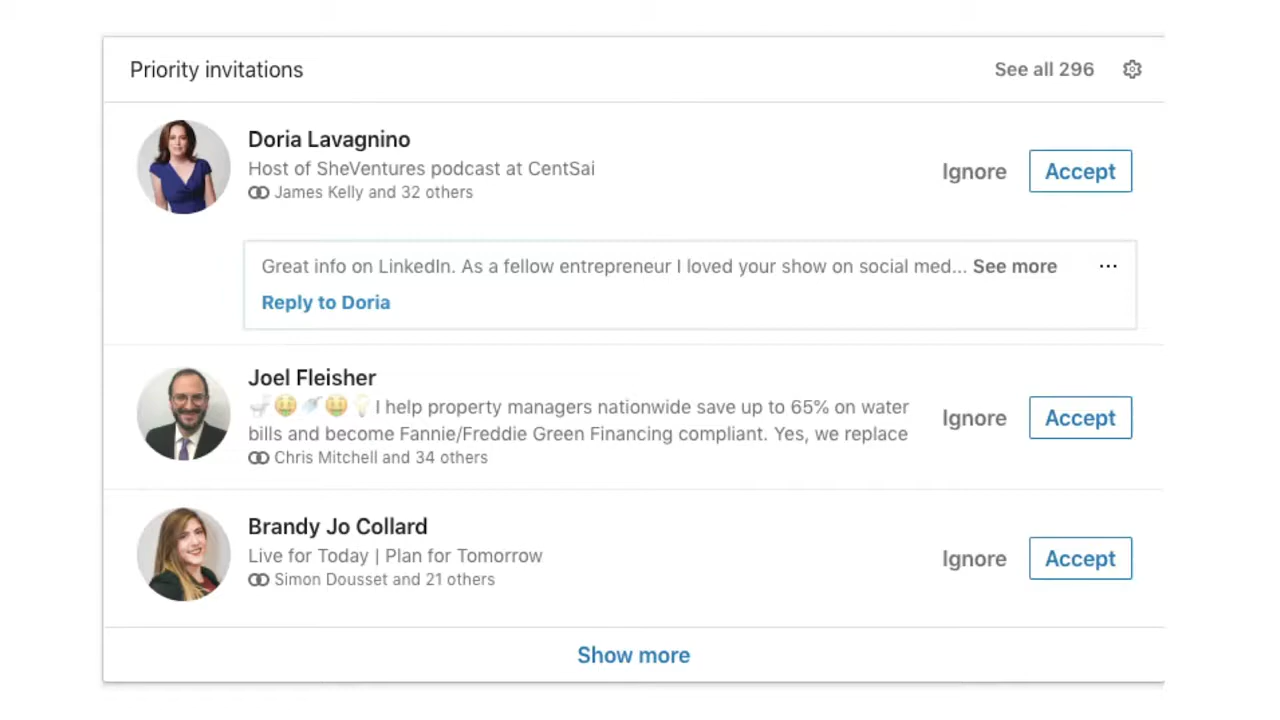 Priority invitations
See all 296
Doria Lavagnino
Host of SheVentures podcast at CentSai
James Kelly and 32 others
Ignore
Accept
Great info on LinkedIn. As a fellow entrepreneur I loved your show on social med... See more
...
Reply to Doria
Joel Fleisher
🚽🤑🚿🤑💡I help property managers nationwide save up to 65% on water
bills and become Fannie/Freddie Green Financing compliant. Yes, we replace
Chris Mitchell and 34 others
Ignore
Accept
Brandy Jo Collard
Live for Today | Plan for Tomorrow
Simon Dousset and 21 others
Ignore
Accept
Show more